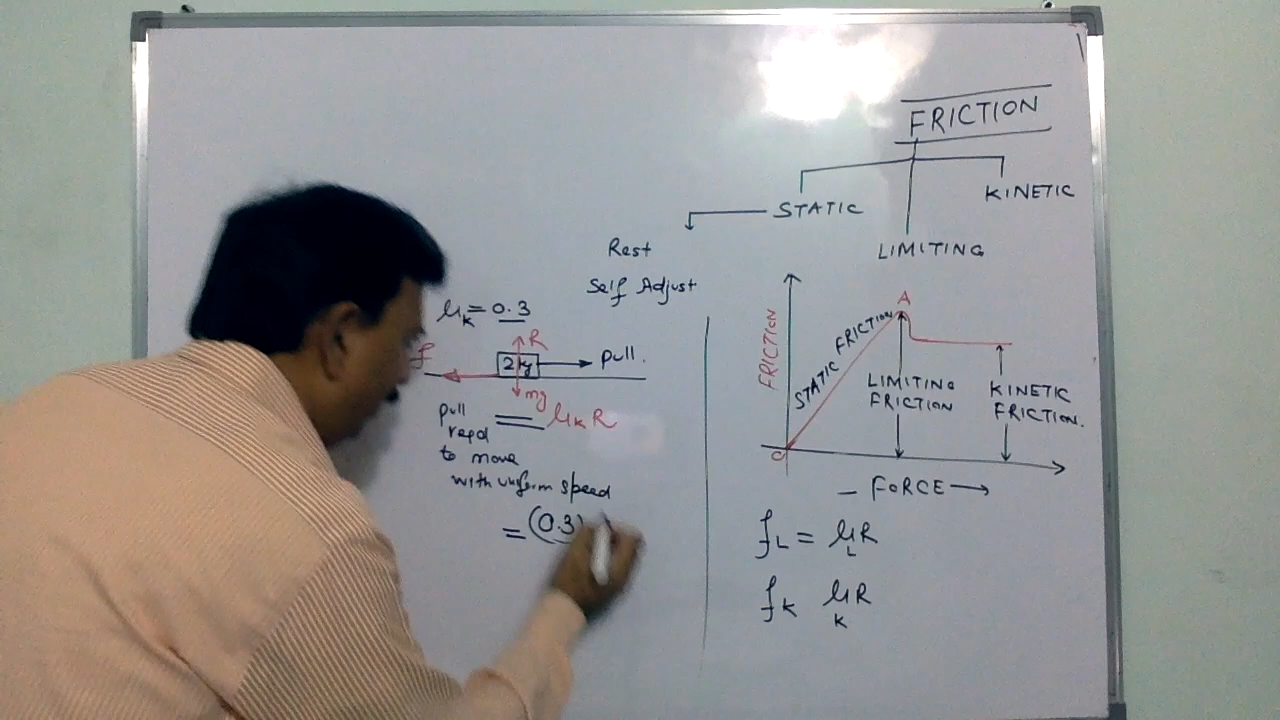 FRICTION
STATIC
KINETIC
LIMITING
Rest
Self Adjust
μK = 0.3
R
f
2kg
pull.
mg
pull = μK R
reqd
to move
with uniform speed
= (0.3)
FRICTION
A
STATIC FRICTION
LIMITING
FRICTION
KINETIC
FRICTION.
O
FORCE
fL = μL R
fK μK R